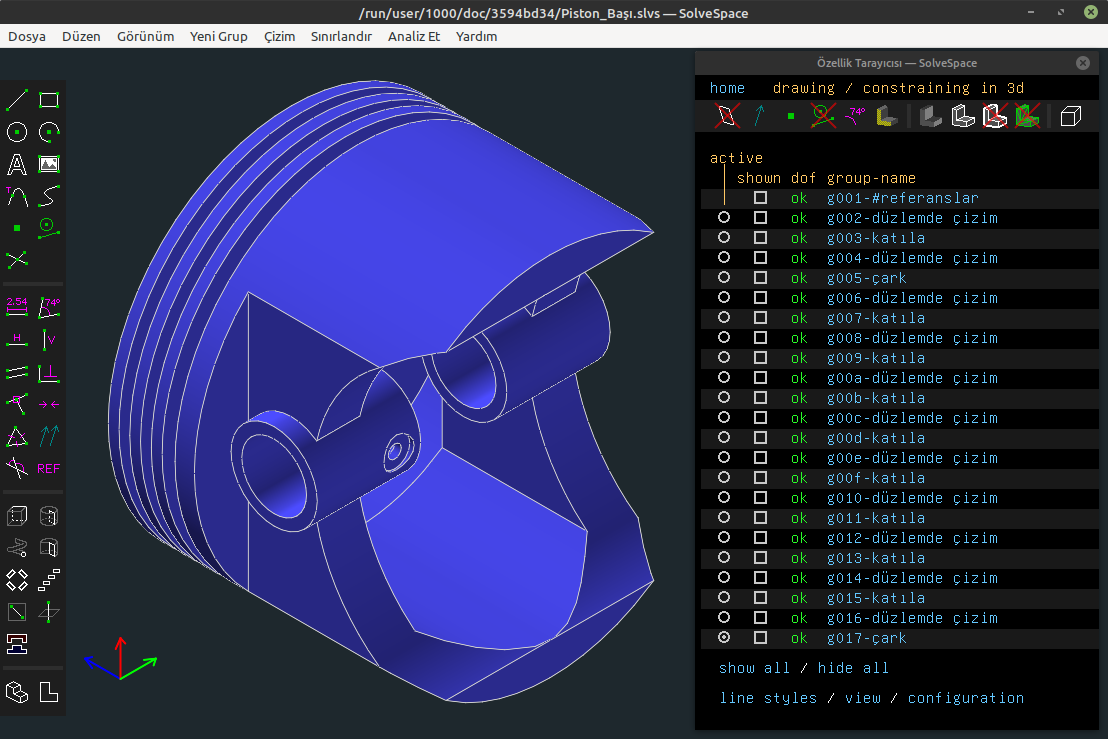 /run/user/1000/doc/3594bd34/Piston_Başı.slvs — SolveSpace
Dosya Düzen Görünüm Yeni Grup Çizim Sınırlandır Analiz Et Yardım
Özellik Tarayıcısı — SolveSpace
home drawing / constraining in 3d
74°
active
shown dof group-name
ok g001-#referanslar
ok g002-düzlemde çizim
ok g003-katıla
ok g004-düzlemde çizim
ok g005-çark
ok g006-düzlemde çizim
ok g007-katıla
ok g008-düzlemde çizim
ok g009-katıla
ok g00a-düzlemde çizim
ok g00b-katıla
ok g00c-düzlemde çizim
ok g00d-katıla
ok g00e-düzlemde çizim
ok g00f-katıla
ok g010-düzlemde çizim
ok g011-katıla
ok g012-düzlemde çizim
ok g013-katıla
ok g014-düzlemde çizim
ok g015-katıla
ok g016-düzlemde çizim
ok g017-çark
show all / hide all
line styles / view / configuration
A
T
2.54 74°
H V
REF